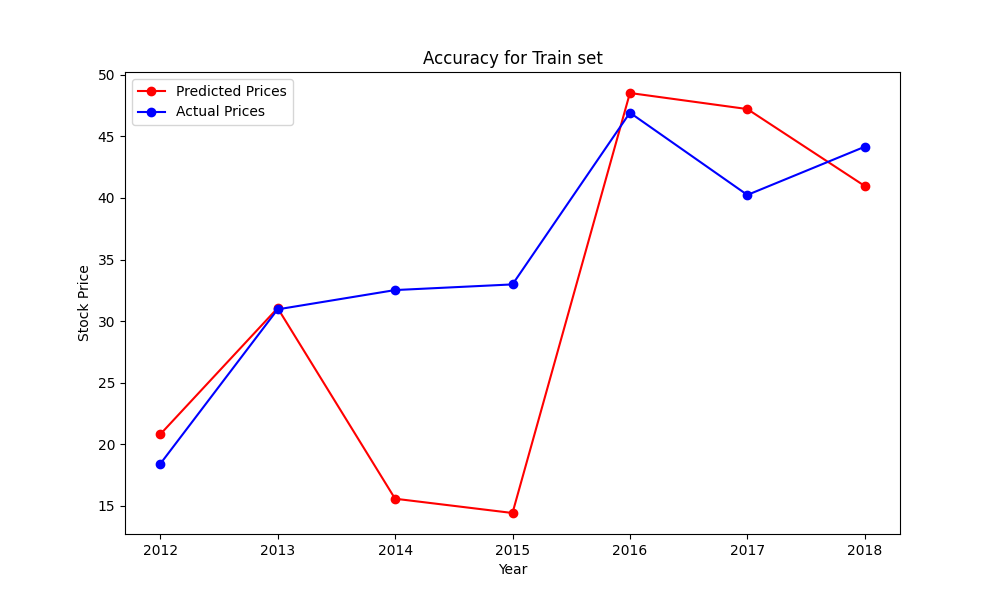 Accuracy for Train set
Predicted Prices
Actual Prices
50
45
40
35
30
25
20
15
Stock Price
2012 2013 2014 2015 2016 2017 2018
Year